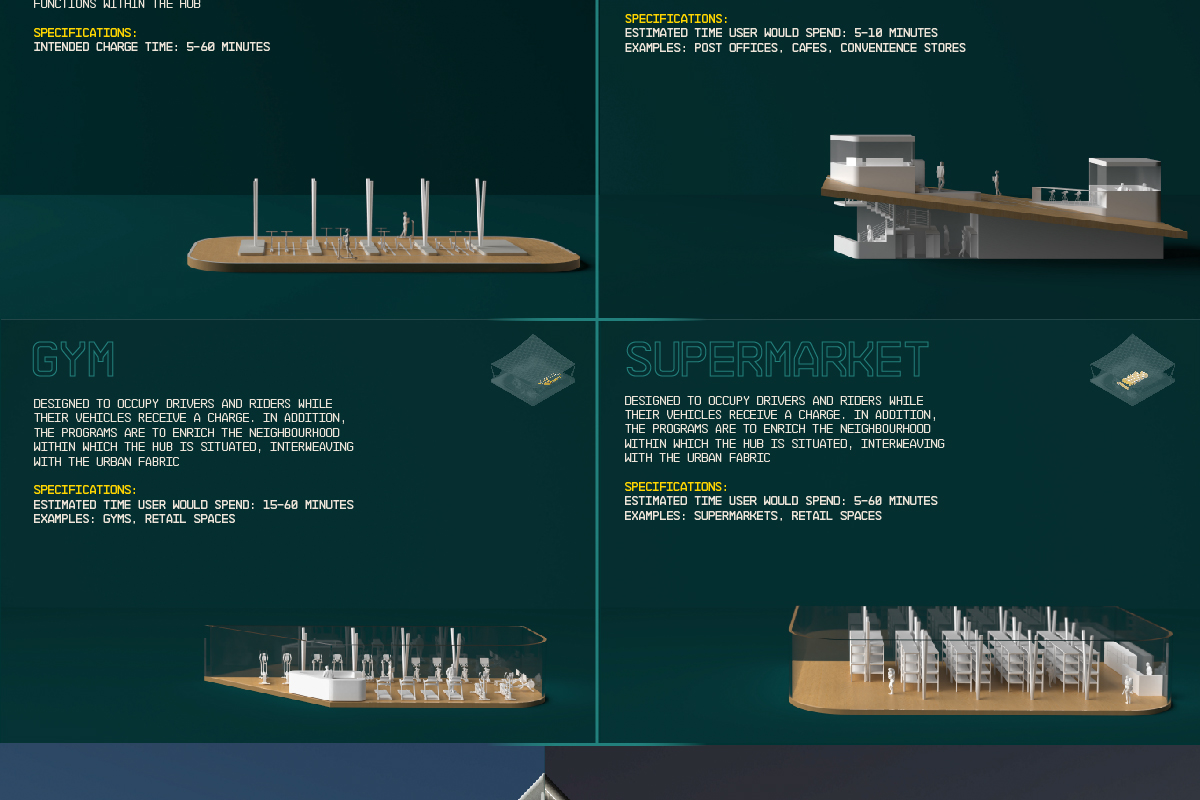 FUNCTIONS WITHIN THE HUB
SPECIFICATIONS:
INTENDED CHARGE TIME: 5-60 MINUTES
SPECIFICATIONS:
ESTIMATED TIME USER WOULD SPEND: 5-10 MINUTES
EXAMPLES: POST OFFICES, CAFES, CONVENIENCE STORES
GYM
DESIGNED TO OCCUPY DRIVERS AND RIDERS WHILE
THEIR VEHICLES RECEIVE A CHARGE. IN ADDITION,
THE PROGRAMS ARE TO ENRICH THE NEIGHBOURHOOD
WITHIN WHICH THE HUB IS SITUATED, INTERWEAVING
WITH THE URBAN FABRIC
SPECIFICATIONS:
ESTIMATED TIME USER WOULD SPEND: 15-60 MINUTES
EXAMPLES: GYMS, RETAIL SPACES
SUPERMARKET
DESIGNED TO OCCUPY DRIVERS AND RIDERS WHILE
THEIR VEHICLES RECEIVE A CHARGE. IN ADDITION,
THE PROGRAMS ARE TO ENRICH THE NEIGHBOURHOOD
WITHIN WHICH THE HUB IS SITUATED, INTERWEAVING
WITH THE URBAN FABRIC
SPECIFICATIONS:
ESTIMATED TIME USER WOULD SPEND: 5-60 MINUTES
EXAMPLES: SUPERMARKETS, RETAIL SPACES